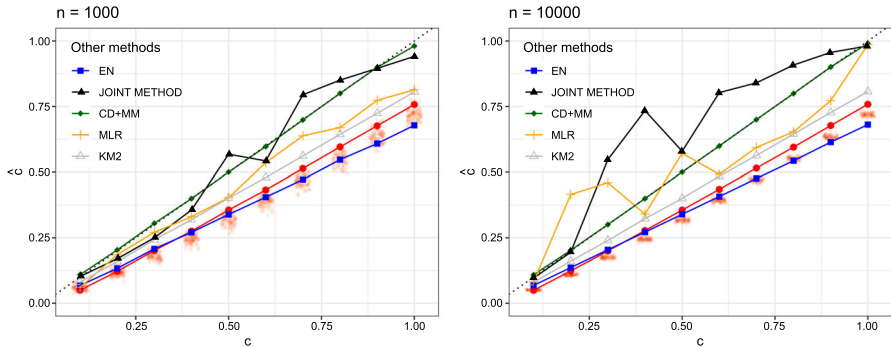 n = 1000
1.00
0.75
0.50
0.25
0.00
ĉ
Other methods
EN
JOINT METHOD
CD+MM
MLR
KM2
0.25
0.50
0.75
1.00
c
n = 10000
1.00
0.75
0.50
0.25
0.00
ĉ
Other methods
EN
JOINT METHOD
CD+MM
MLR
KM2
0.25
0.50
0.75
1.00
c